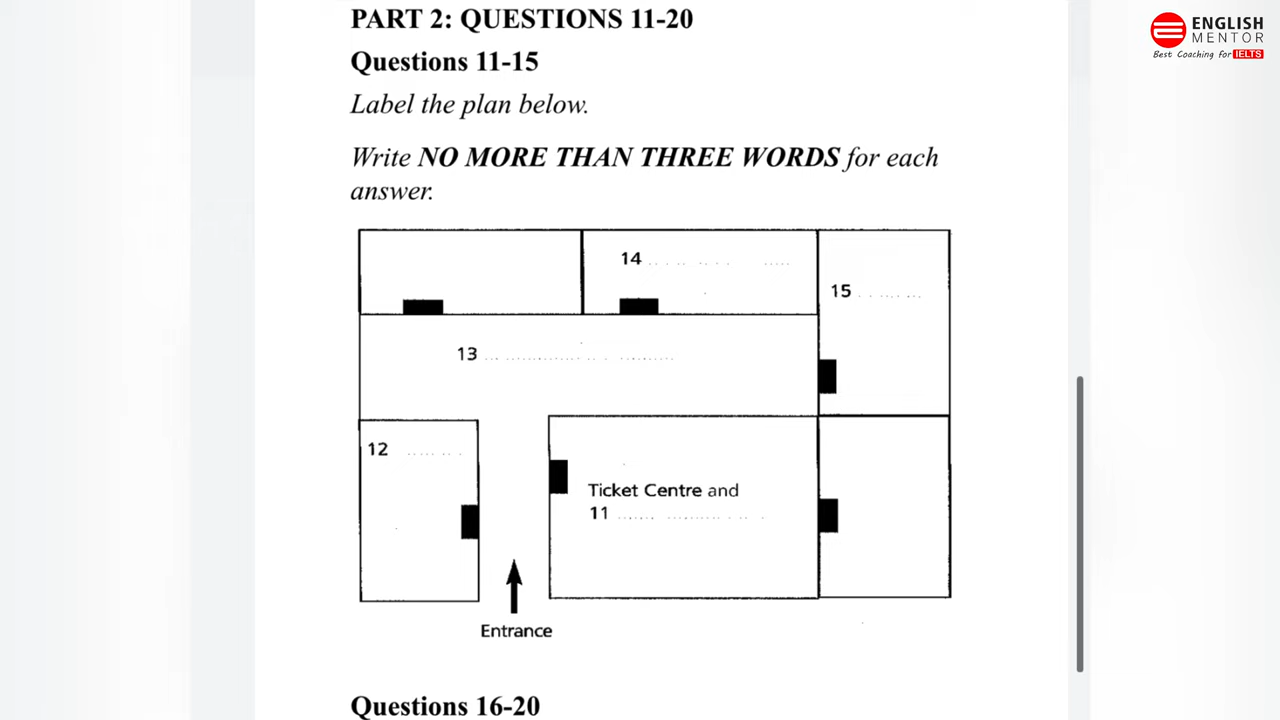 PART 2: QUESTIONS 11-20
ENGLISH
MENTOR
Best Coaching for IELTS
Questions 11-15
Label the plan below.
Write NO MORE THAN THREE WORDS for each
answer.
14
15
13
12
Ticket Centre and
11
Entrance
Questions 16-20